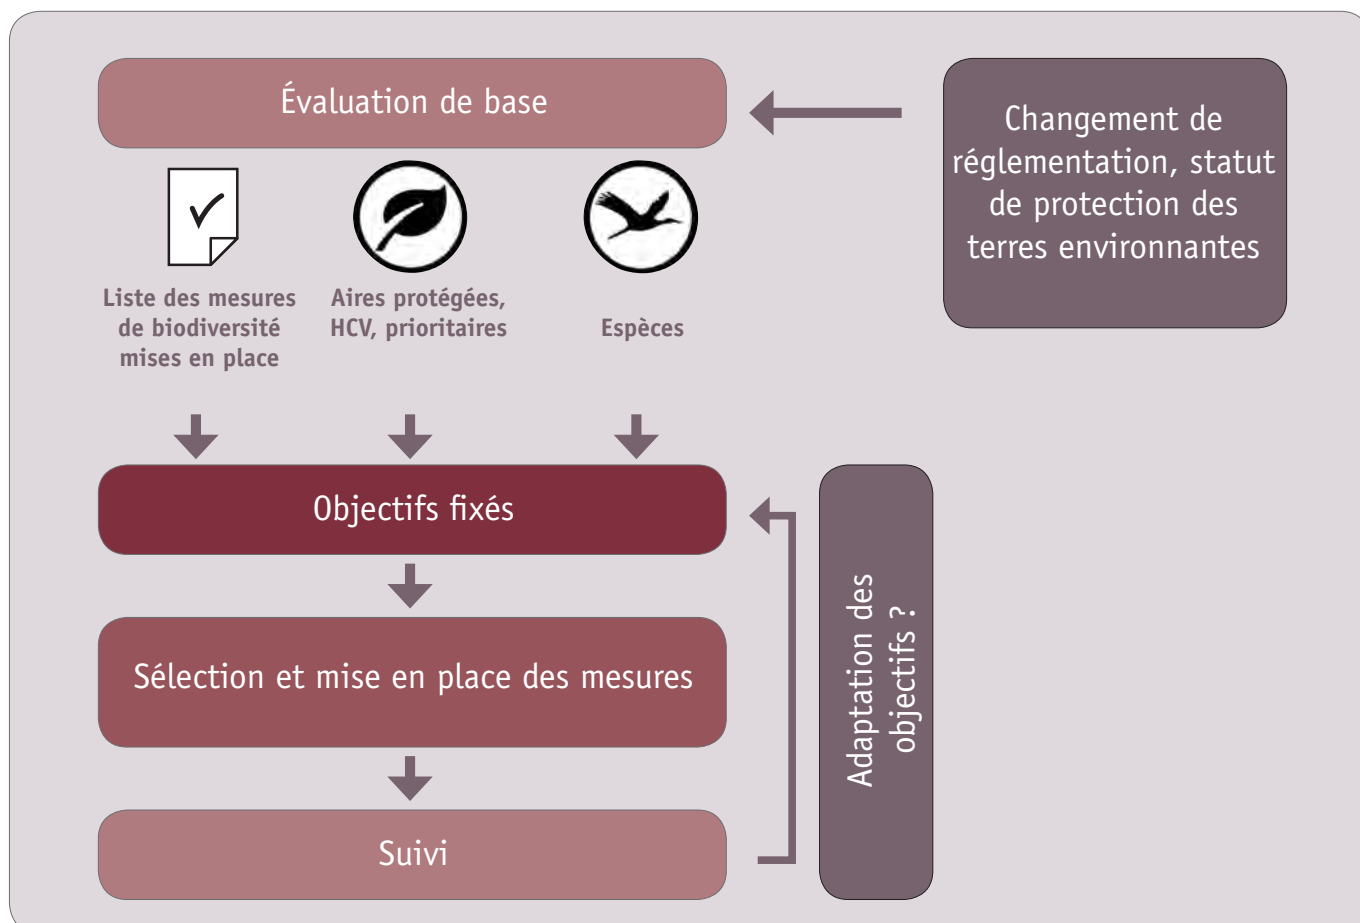 Évaluation de base
Changement de
réglementation, statut
de protection des
terres environnantes
Liste des mesures
de biodiversité
mises en place
Aires protégées,
HCV, prioritaires
Espèces
Objectifs fixés
Sélection et mise en place des mesures
Suivi
Adaptation des
objectifs ?